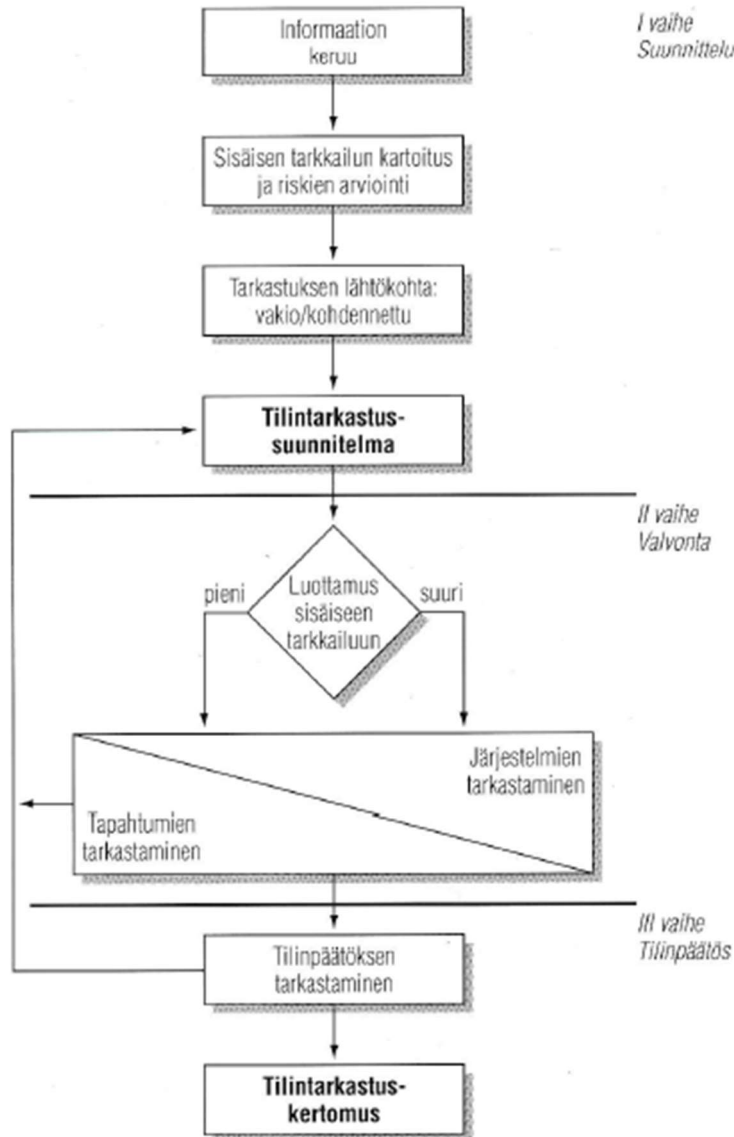 Informaation
keruu
I vaihe
Suunnittelu
Sisäisen tarkkailun kartoitus
ja riskien arviointi
Tarkastuksen lähtökohta:
vakio/kohdennettu
Tilintarkastus-
suunnitelma
II vaihe
Valvonta
pieni
Luottamus
sisäiseen
tarkkailuun
suuri
Järjestelmien
tarkastaminen
Tapahtumien
tarkastaminen
III vaihe
Tilinpäätös
Tilinpäätöksen
tarkastaminen
Tilintarkastus-
kertomus